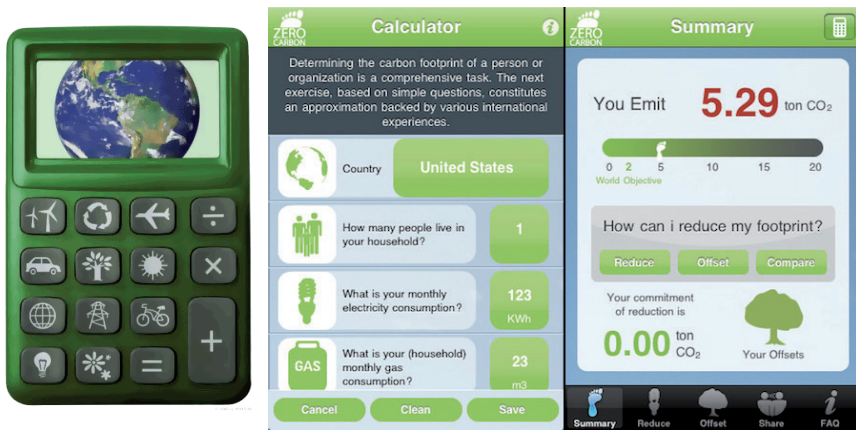 ÷
×
+
=
ZERO
CARBON
Calculator
i
Determining the carbon footprint of a person or
organization is a comprehensive task. The next
exercise, based on simple questions, constitutes
an approximation backed by various international
experiences.
Country
United States
How many people live in
your household?
1
What is your monthly
electricity consumption?
123
KWh
GAS
What is your (household)
monthly gas
consumption?
23
m3
Cancel
Clean
Save
ZERO
CARBON
Summary
You Emit 5.29 ton CO2
0 2 5 10 15 20
World Objective
How can i reduce my footprint?
Reduce
Offset
Compare
Your commitment
of reduction is
0.00 ton
CO2
Your Offsets
Summary
Reduce
Offset
Share
FAQ